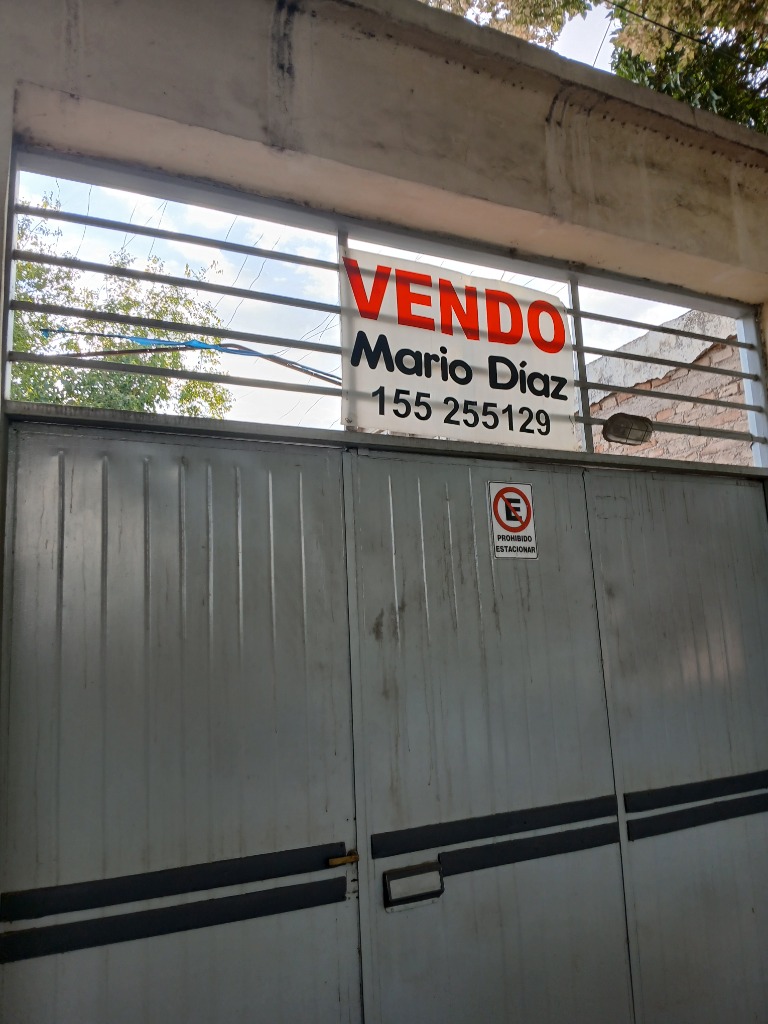 VENDO
Mario Díaz
155 255129
E
PROHIBIDO
ESTACIONAR